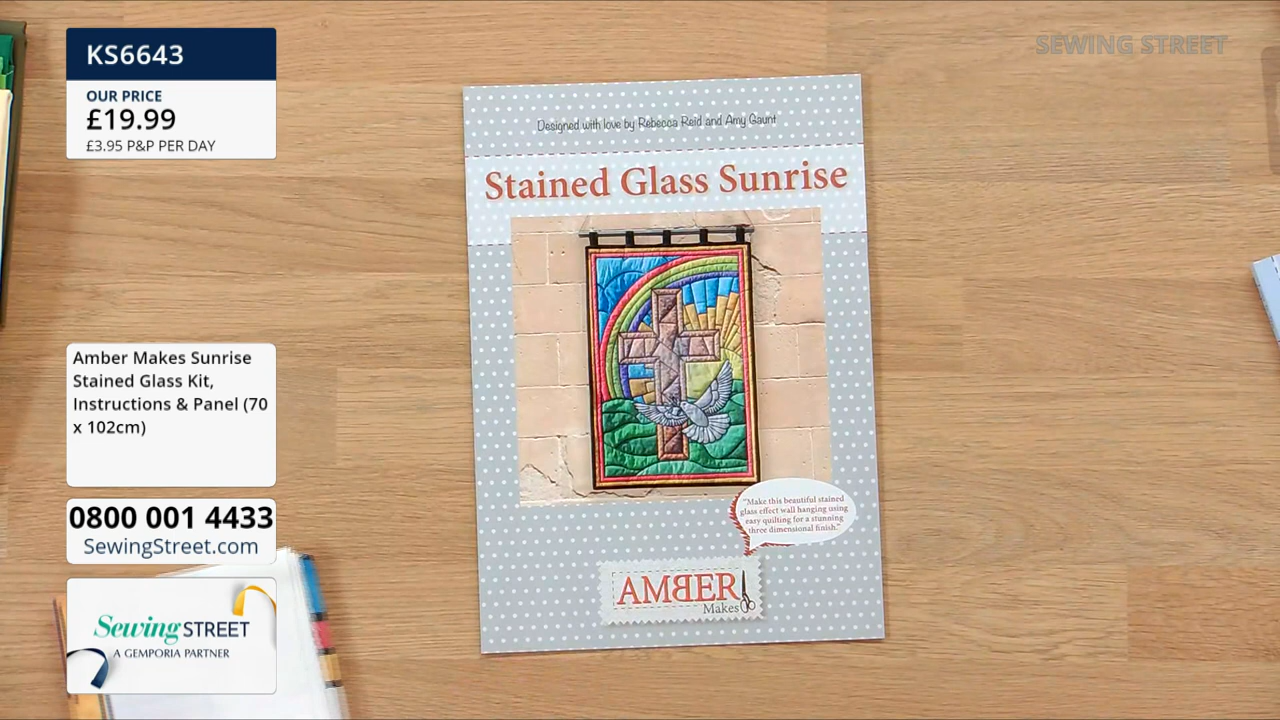 KS6643
OUR PRICE
£19.99
£3.95 P&P PER DAY
SEWING STREET
Designed with love by Rebecca Reid and Amy Gaunt
Stained Glass Sunrise
"Make this beautiful stained
glass effect wall hanging using
easy quilting for a stunning
three dimensional finish."
AMBER
Makes
Amber Makes Sunrise
Stained Glass Kit,
Instructions & Panel (70
x 102cm)
0800 001 4433
SewingStreet.com
Sewing STREET
A GEMPORIA PARTNER